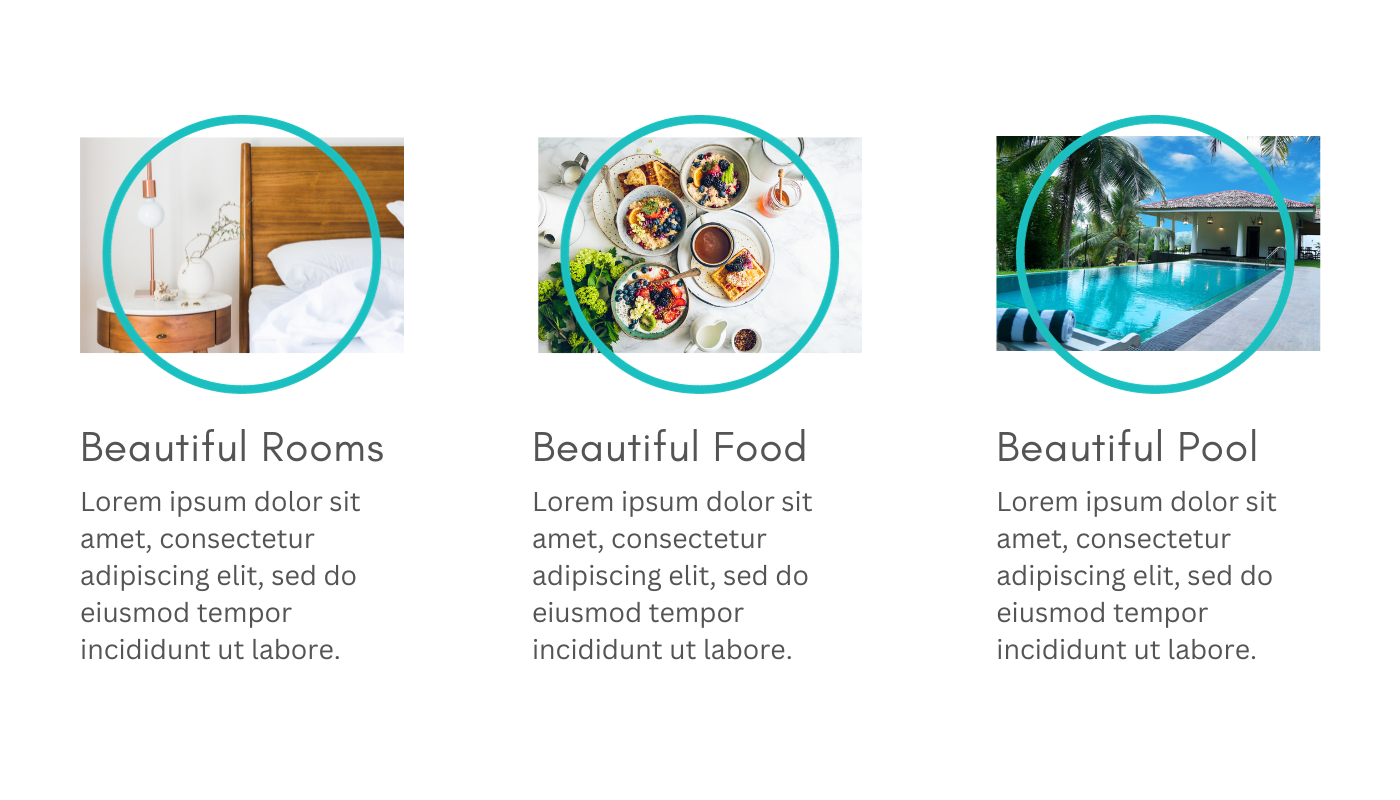 Beautiful Rooms
Lorem ipsum dolor sit
amet, consectetur
adipiscing elit, sed do
eiusmod tempor
incididunt ut labore.
Beautiful Food
Lorem ipsum dolor sit
amet, consectetur
adipiscing elit, sed do
eiusmod tempor
incididunt ut labore.
Beautiful Pool
Lorem ipsum dolor sit
amet, consectetur
adipiscing elit, sed do
eiusmod tempor
incididunt ut labore.